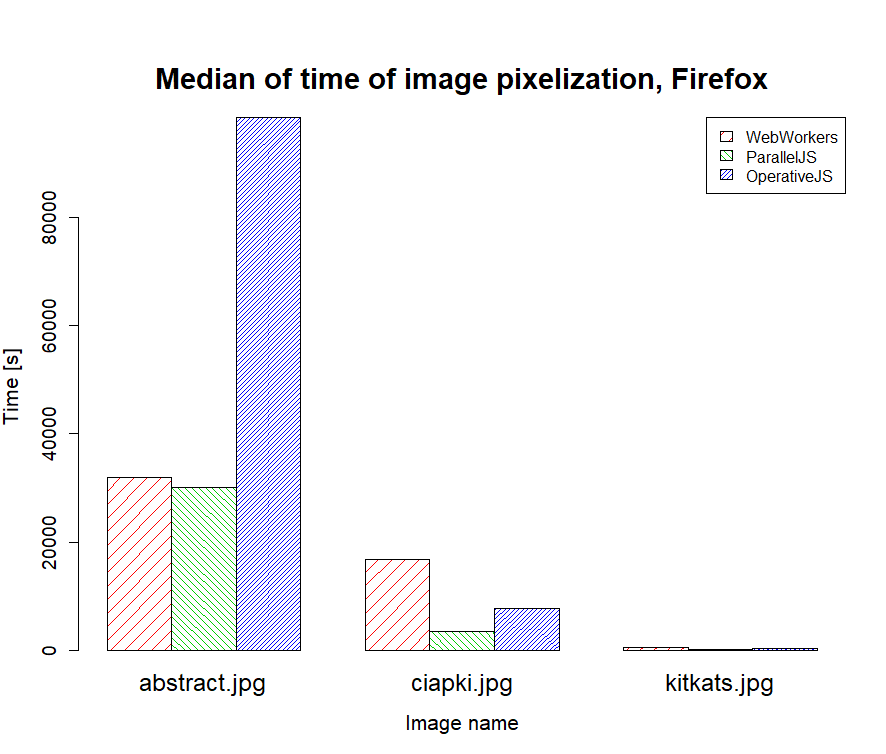 Median of time of image pixelization, Firefox
WebWorkers
ParallelJS
OperativeJS
80000
60000
40000
20000
0
Time [s]
abstract.jpg ciapki.jpg kitkats.jpg
Image name